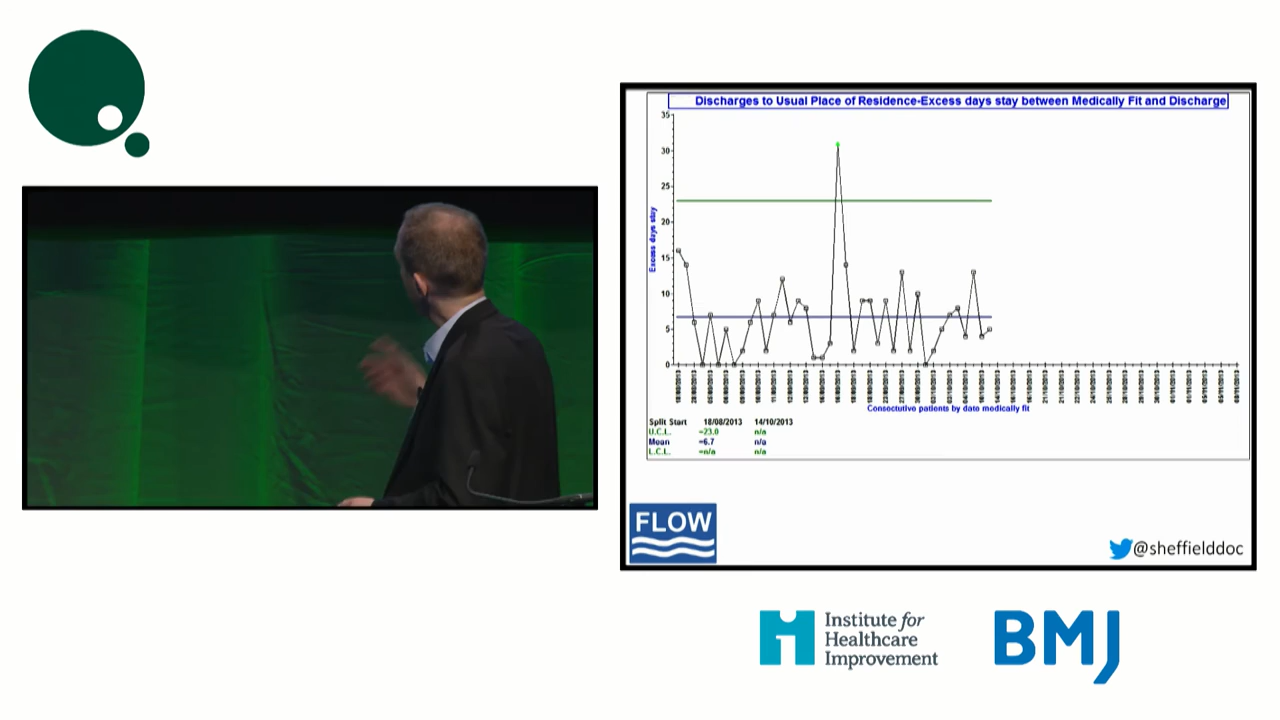 Discharges to Usual Place of Residence-Excess days stay between Medically Fit and Discharge
35
30
25
20
15
10
5
0
Excess days stay
Consectutive patients by date medically fit
Split Start 18/08/2013 14/10/2013
U.C.L. =23.0 n/a
Mean =6.7 n/a
L.C.L. =n/a n/a
FLOW
@sheffielddoc
Institute for
Healthcare
Improvement
BMJ